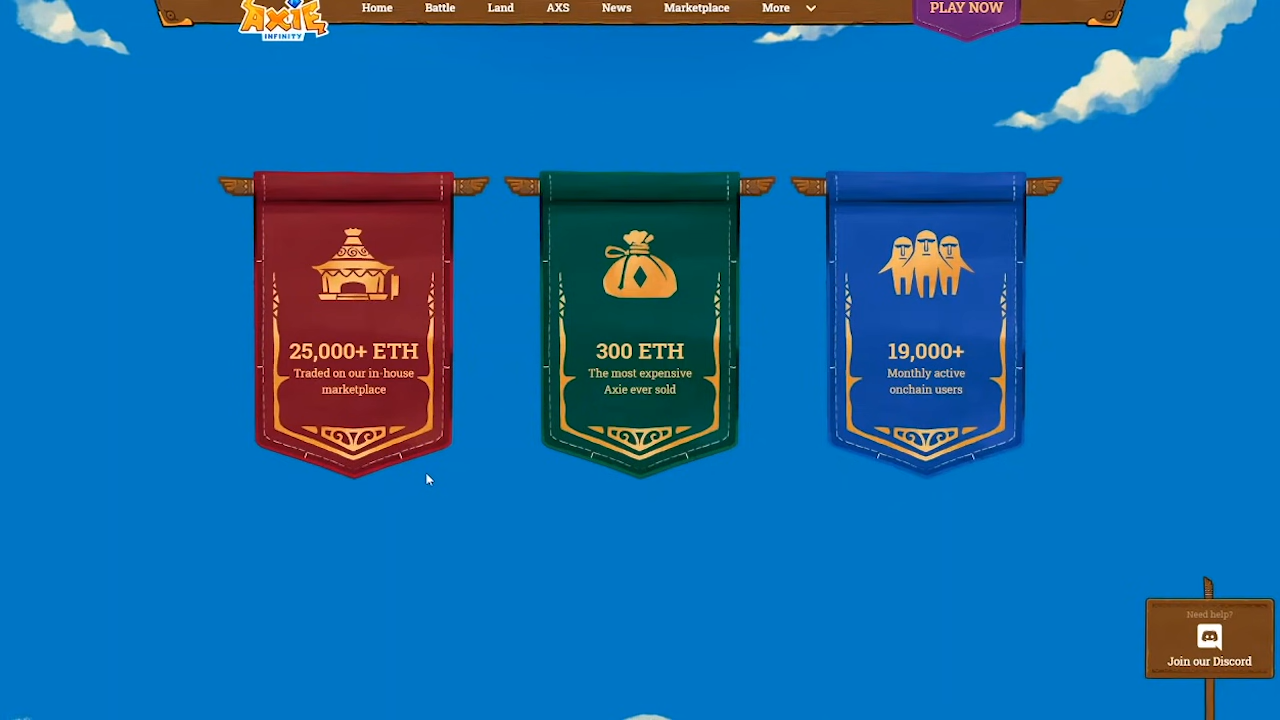 AXIE
INFINITY
Home Battle Land AXS News Marketplace More
PLAY NOW
25,000+ ETH
Traded on our in-house
marketplace
300 ETH
The most expensive
Axie ever sold
19,000+
Monthly active
onchain users
Need help?
Join our Discord